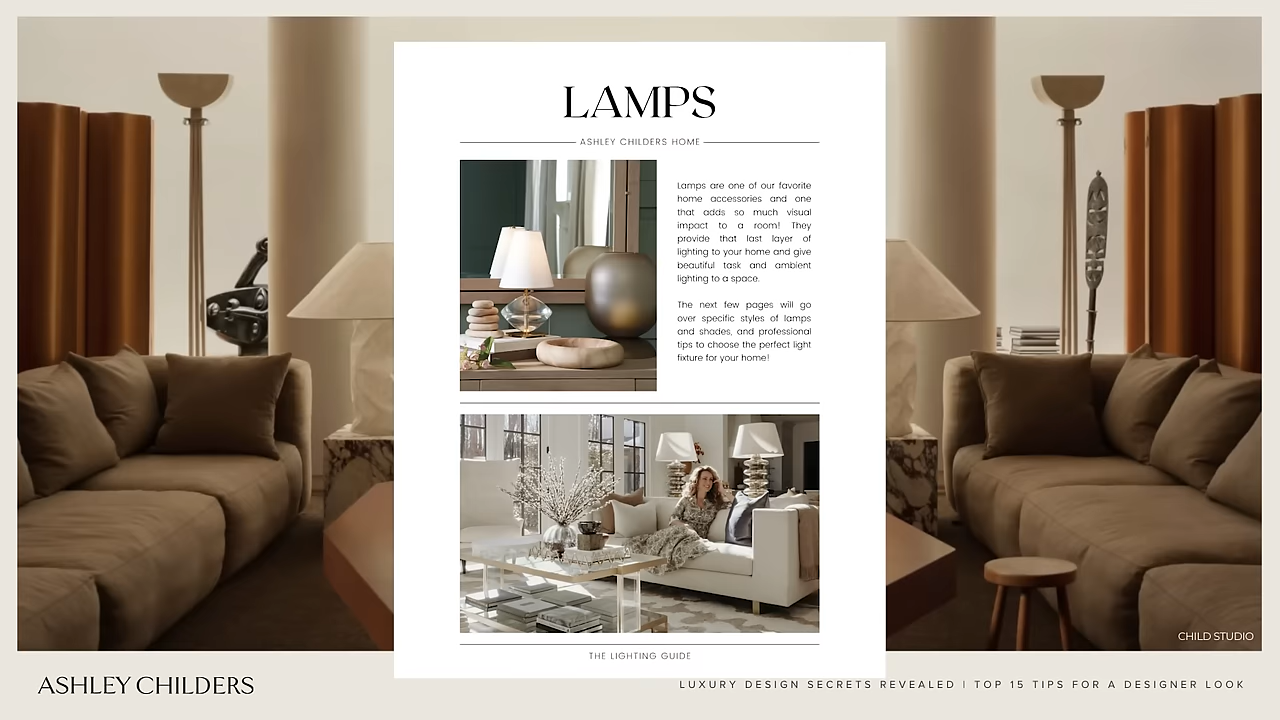 LAMPS
ASHLEY CHILDERS HOME
Lamps are one of our favorite
home accessories and one
that adds so much visual
impact to a room! They
provide that last layer of
lighting to your home and give
beautiful task and ambient
lighting to a space.
The next few pages will go
over specific styles of lamps
and shades, and professional
tips to choose the perfect light
fixture for your home!
THE LIGHTING GUIDE
CHILD STUDIO
ASHLEY CHILDERS
LUXURY DESIGN SECRETS REVEALED | TOP 15 TIPS FOR A DESIGNER LOOK